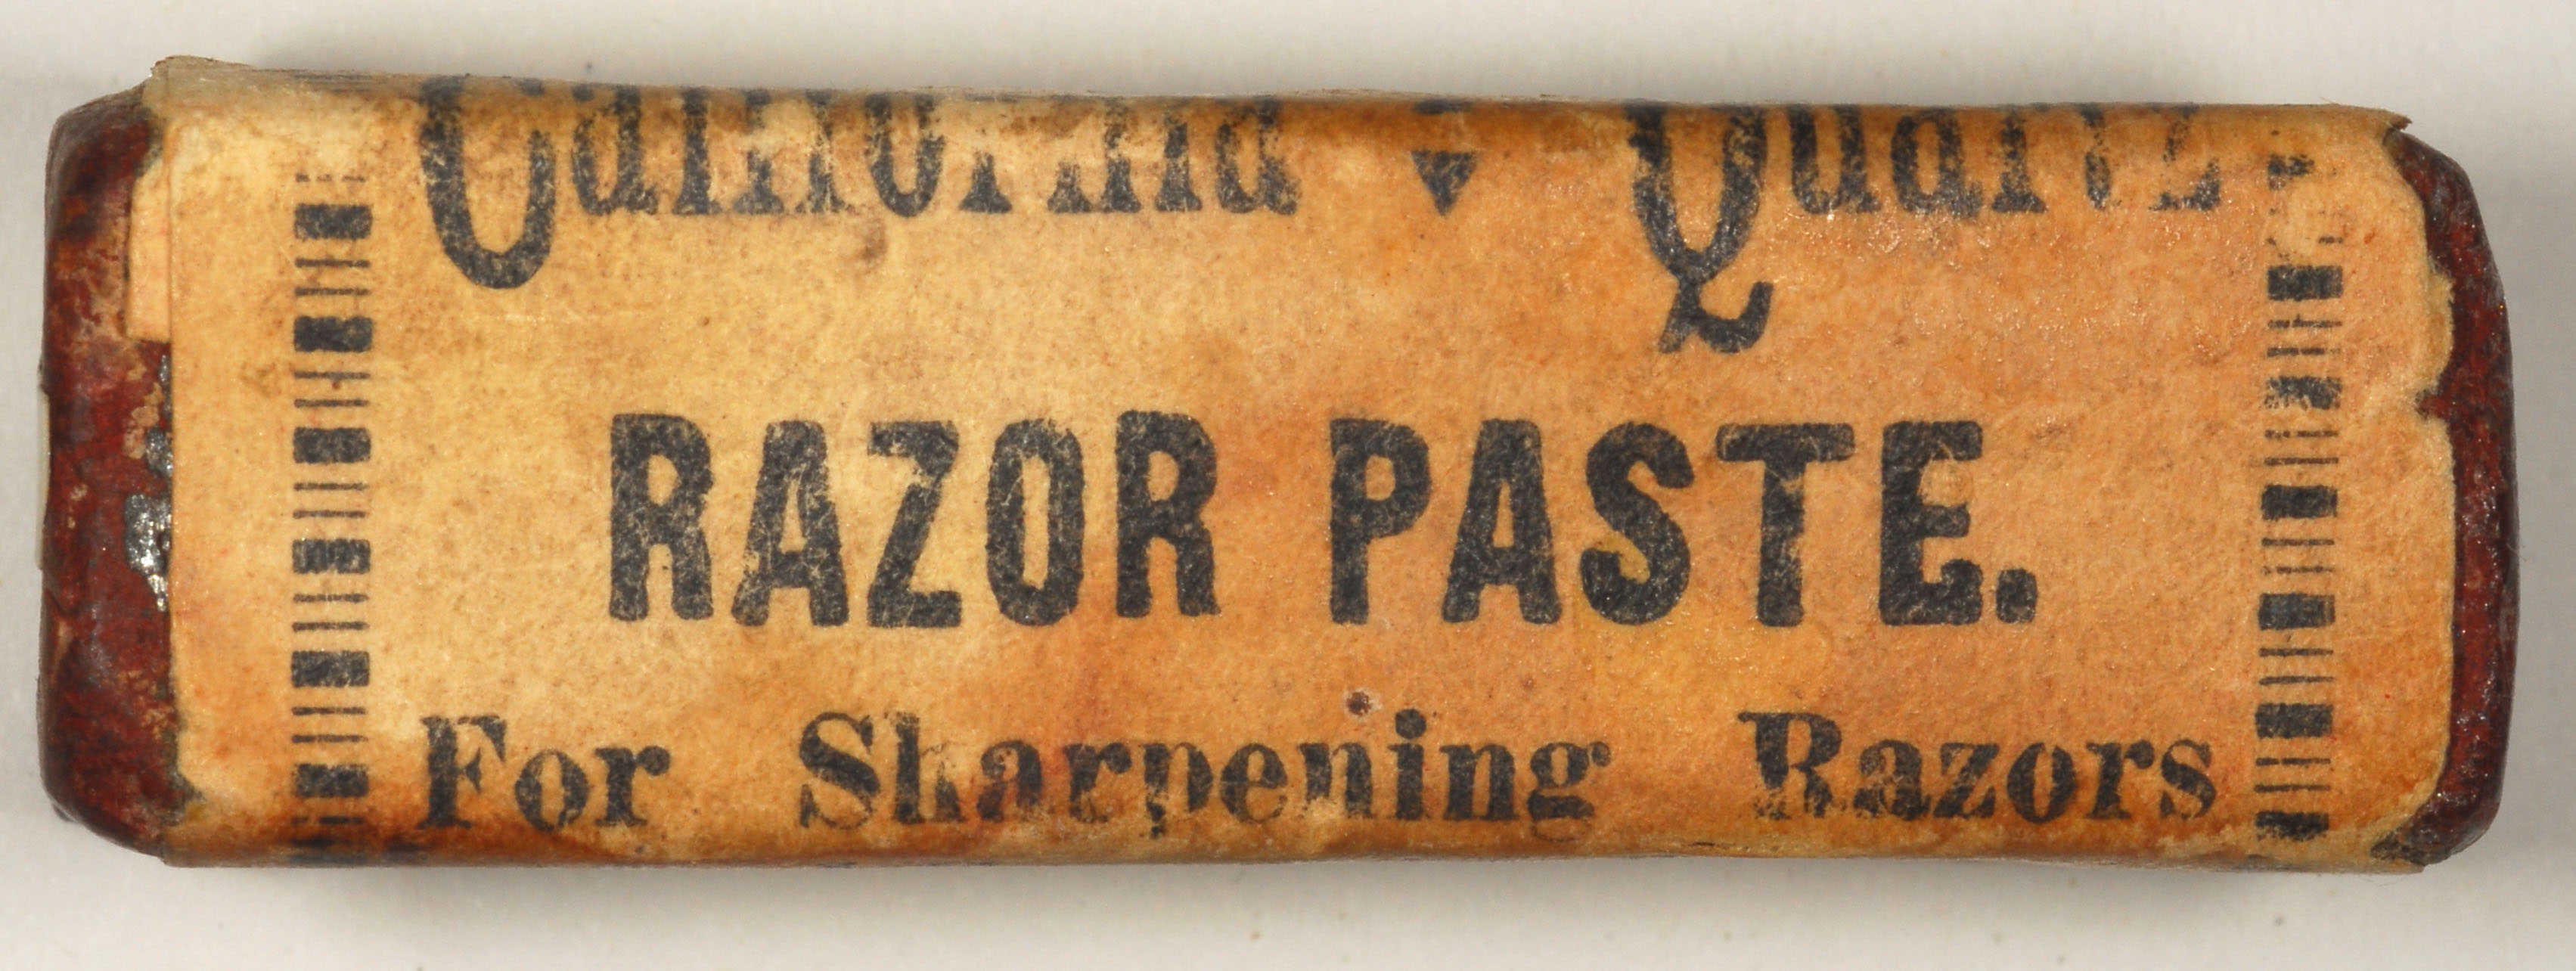 California Quartz
RAZOR PASTE.
For Sharpening Razors